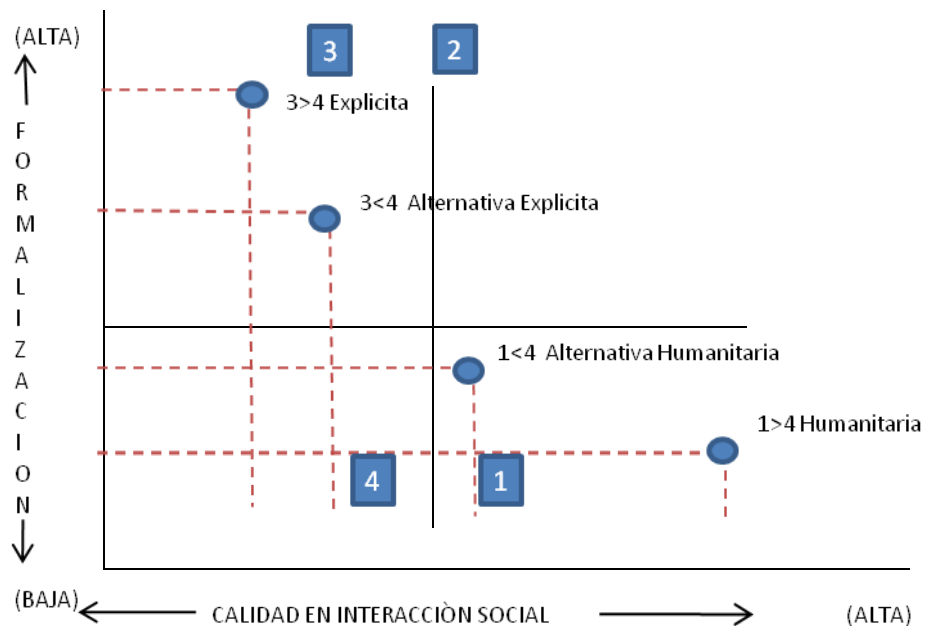 (ALTA)
3
2
3>4 Explicita
3<4 Alternativa Explicita
FORMALIZACION
1<4 Alternativa Humanitaria
1>4 Humanitaria
4
1
(BAJA)
CALIDAD EN INTERACCIÒN SOCIAL
(ALTA)